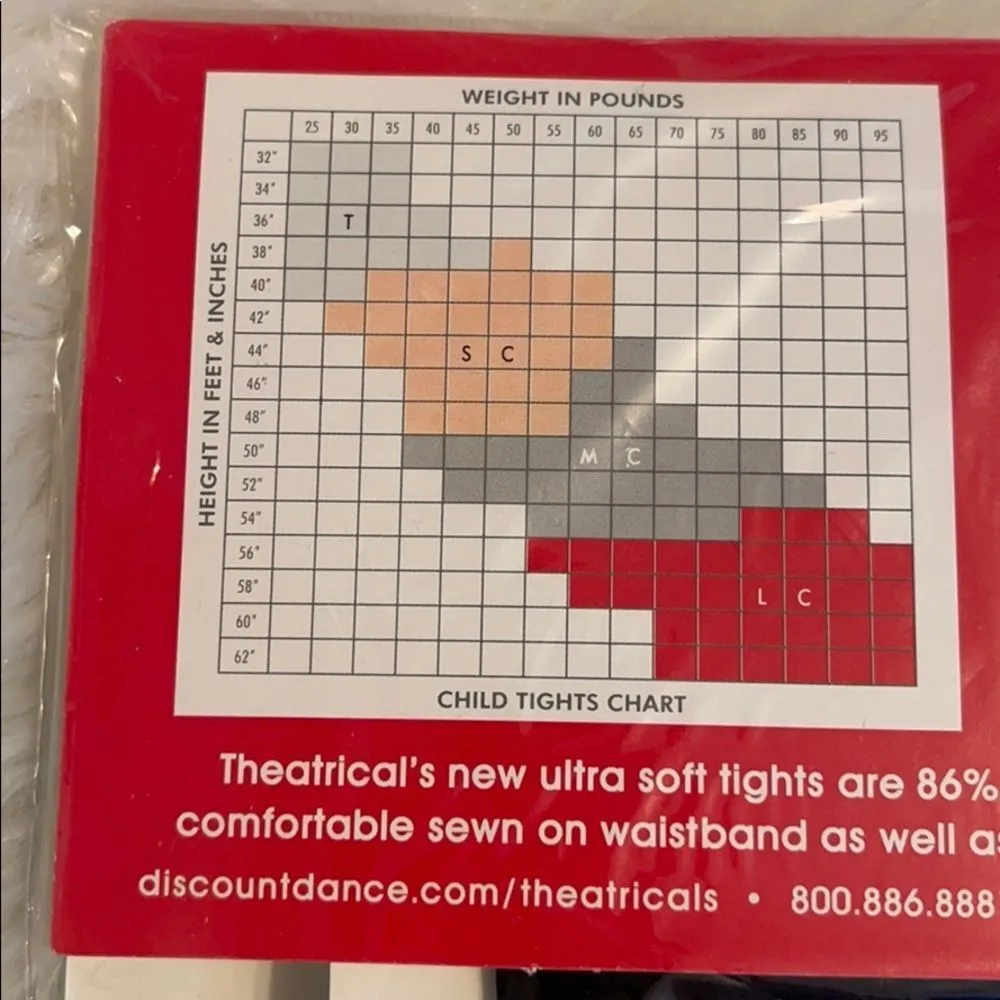 WEIGHT IN POUNDS
25 30 35 40 45 50 55 60 65 70 75 80 85 90 95
HEIGHT IN FEET & INCHES
32"
34"
36" T
38"
40"
42"
44" S C
46"
48"
50" M C
52"
54"
56"
58" L C
60"
62"
CHILD TIGHTS CHART
Theatrical's new ultra soft tights are 86%
comfortable sewn on waistband as well as
discountdance.com/theatricals • 800.886.888